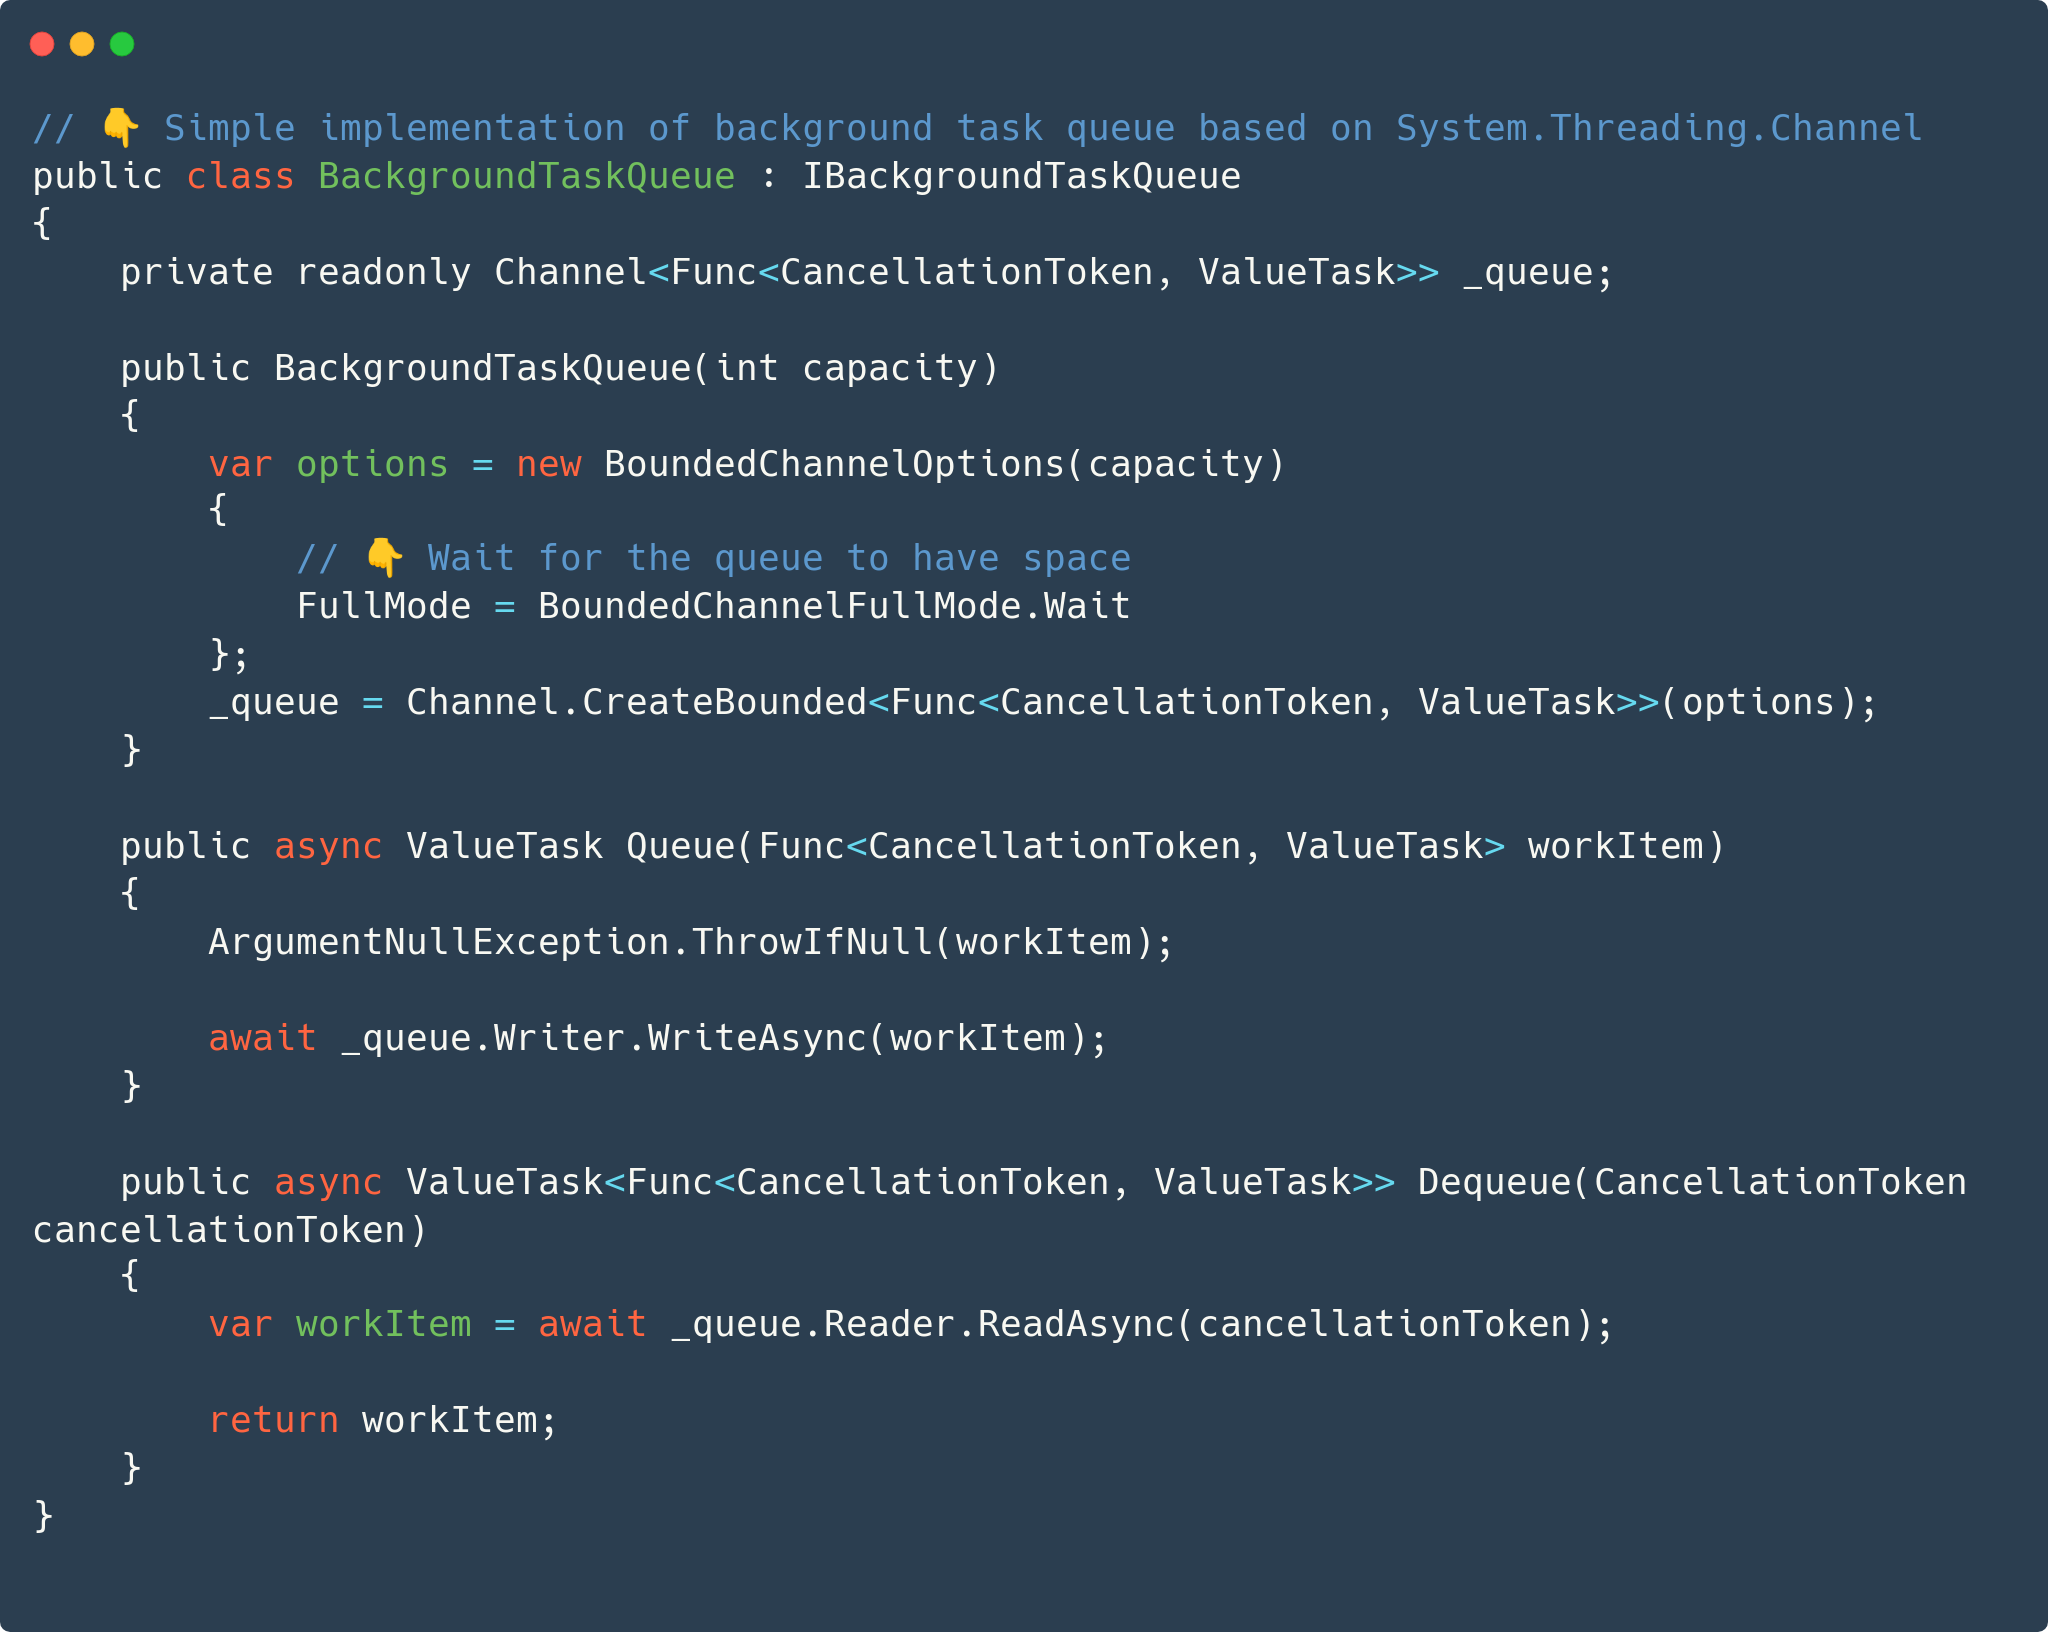 // 👇 Simple implementation of background task queue based on System.Threading.Channel
public class BackgroundTaskQueue : IBackgroundTaskQueue
{
    private readonly Channel<Func<CancellationToken, ValueTask>> _queue;

    public BackgroundTaskQueue(int capacity)
    {
        var options = new BoundedChannelOptions(capacity)
        {
            // 👇 Wait for the queue to have space
            FullMode = BoundedChannelFullMode.Wait
        };
        _queue = Channel.CreateBounded<Func<CancellationToken, ValueTask>>(options);
    }

    public async ValueTask Queue(Func<CancellationToken, ValueTask> workItem)
    {
        ArgumentNullException.ThrowIfNull(workItem);

        await _queue.Writer.WriteAsync(workItem);
    }

    public async ValueTask<Func<CancellationToken, ValueTask>> Dequeue(CancellationToken
cancellationToken)
    {
        var workItem = await _queue.Reader.ReadAsync(cancellationToken);

        return workItem;
    }
}